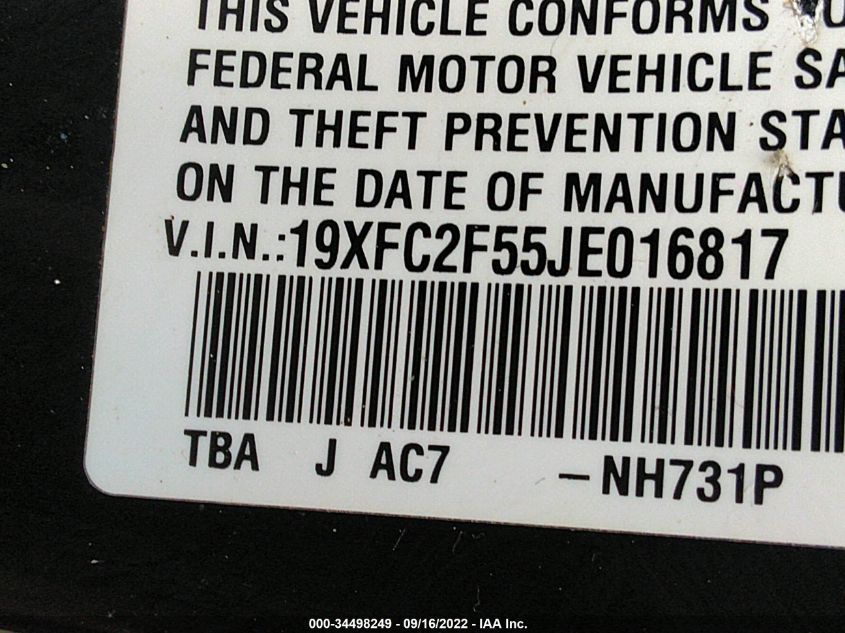 THIS VEHICLE CONFORMS
FEDERAL MOTOR VEHICLE SA
AND THEFT PREVENTION STA
ON THE DATE OF MANUFACTU
V.I.N.:19XFC2F55JE016817
TBA J AC7 -NH731P
000-34498249 - 09/16/2022 - IAA Inc.